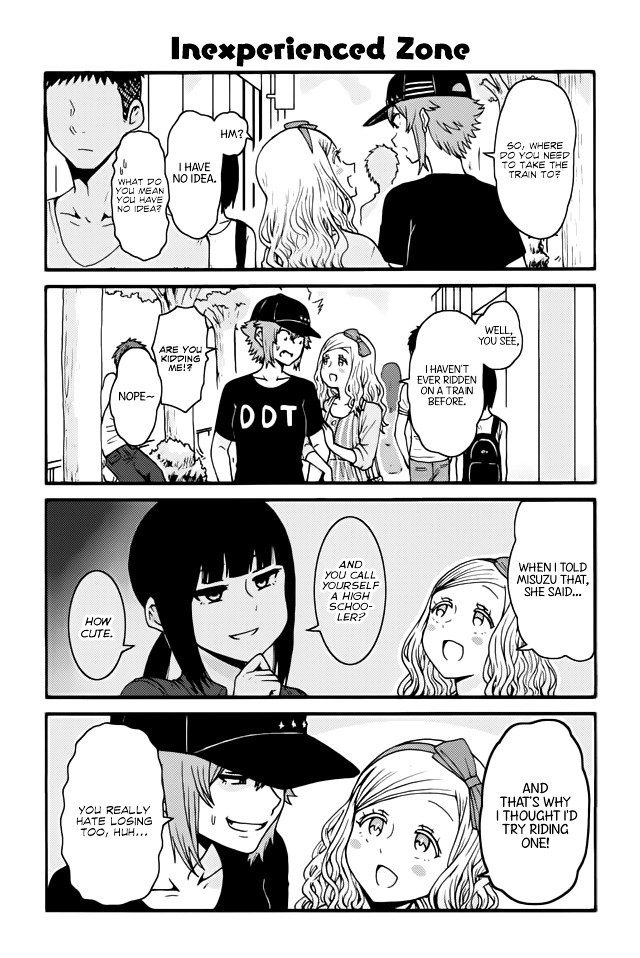 Inexperienced Zone
SO, WHERE
DO YOU NEED
TO TAKE THE
TRAIN TO?
HM?
I HAVE
NO IDEA.
WHAT DO
YOU MEAN
YOU HAVE
NO IDEA?
WELL,
YOU SEE,
I HAVEN'T
EVER RIDDEN
ON A TRAIN
BEFORE.
ARE YOU
KIDDING
ME!?
NOPE~
DDT
WHEN I TOLD
MISUZU THAT,
SHE SAID...
AND
YOU CALL
YOURSELF
A HIGH
SCHOO-
LER?
HOW
CUTE.
AND
THAT'S WHY
I THOUGHT I'D
TRY RIDING
ONE!
YOU REALLY
HATE LOSING
TOO, HUH...